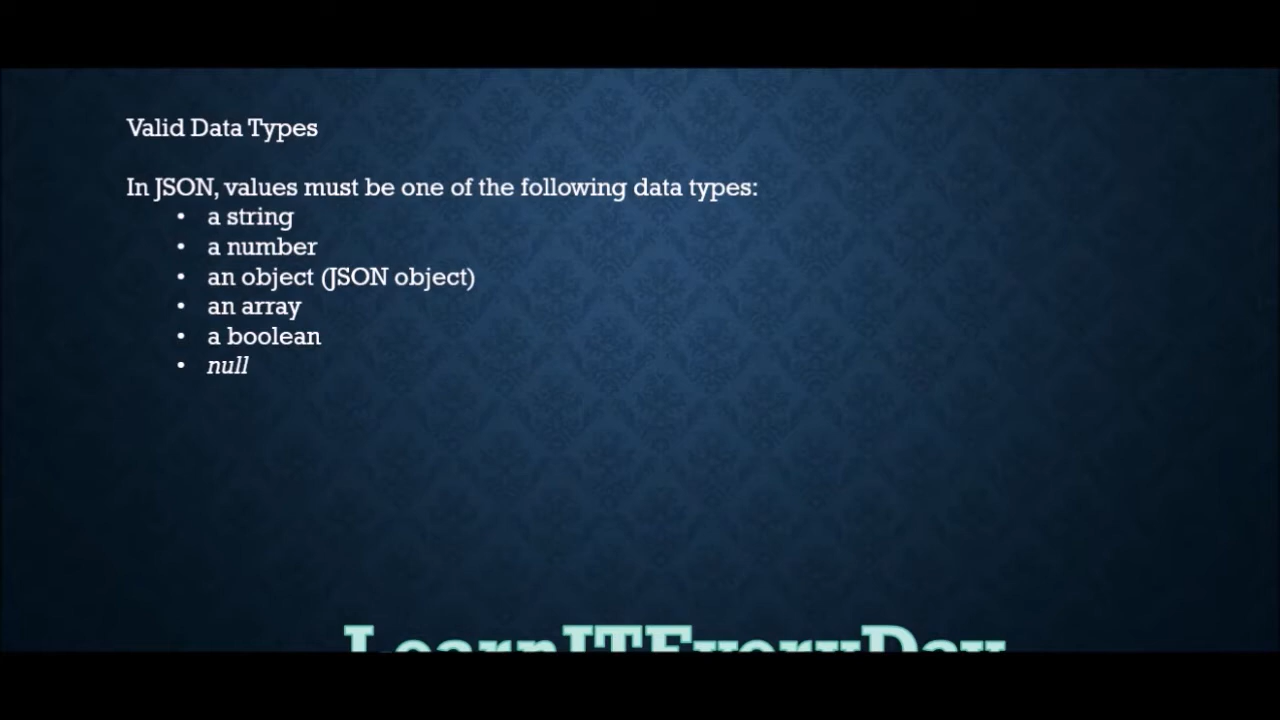 Valid Data Types
In JSON, values must be one of the following data types:
• a string
• a number
• an object (JSON object)
• an array
• a boolean
• null
LearnITEveryDay